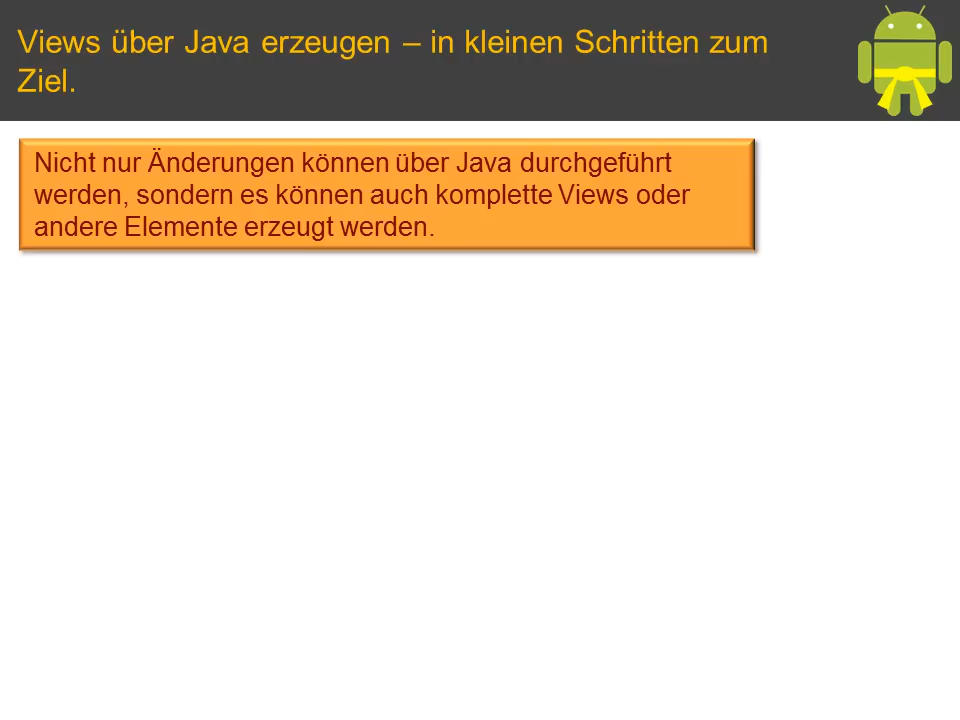 Views über Java erzeugen – in kleinen Schritten zum
Ziel.
Nicht nur Änderungen können über Java durchgeführt
werden, sondern es können auch komplette Views oder
andere Elemente erzeugt werden.